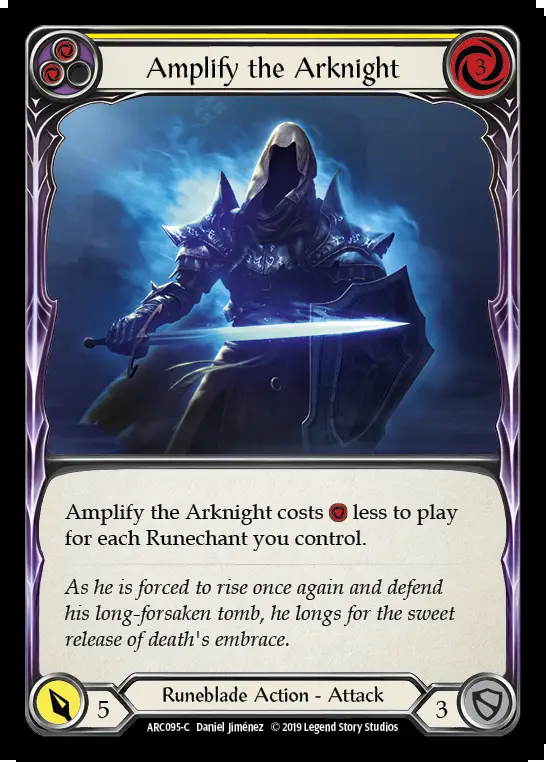 Amplify the Arknight
3
Amplify the Arknight costs less to play
for each Runechant you control.
As he is forced to rise once again and defend
his long-forsaken tomb, he longs for the sweet
release of death's embrace.
5
Runeblade Action - Attack
3
ARC095-C Daniel Jiménez © 2019 Legend Story Studios